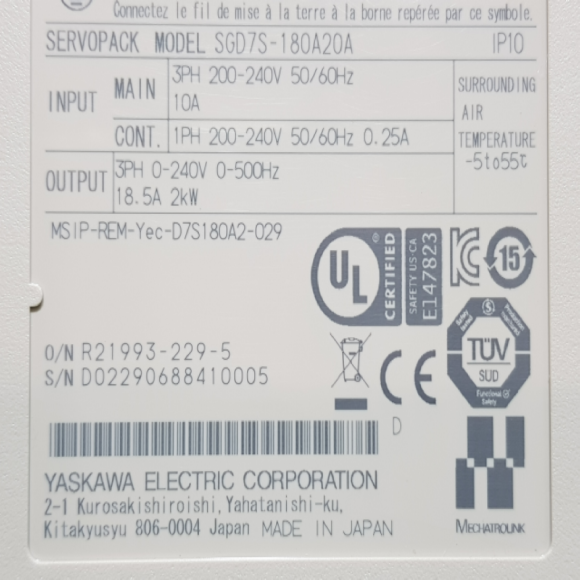 Connectez le fil de mise à la terre à la borne repérée par ce symbole.
SERVOPACK MODEL SGD7S-180A20A IP10
INPUT MAIN 3PH 200-240V 50/60Hz
10A
CONT. 1PH 200-240V 50/60Hz 0.25A
SURROUNDING
AIR
TEMPERATURE
-5to55℃
OUTPUT 3PH 0-240V 0-500Hz
18.5A 2kW
MSIP-REM-Yec-D7S180A2-029
UL
CERTIFIED
SAFETY US-CA
E147823
15
O/N R21993-229-5
S/N D02290688410005
CE
TÜV
SÜD
Functional
Safety
D
YASKAWA ELECTRIC CORPORATION
2-1 Kurosakishiroishi, Yahatanishi-ku,
Kitakyusyu 806-0004 Japan MADE IN JAPAN
MECHATROLINK